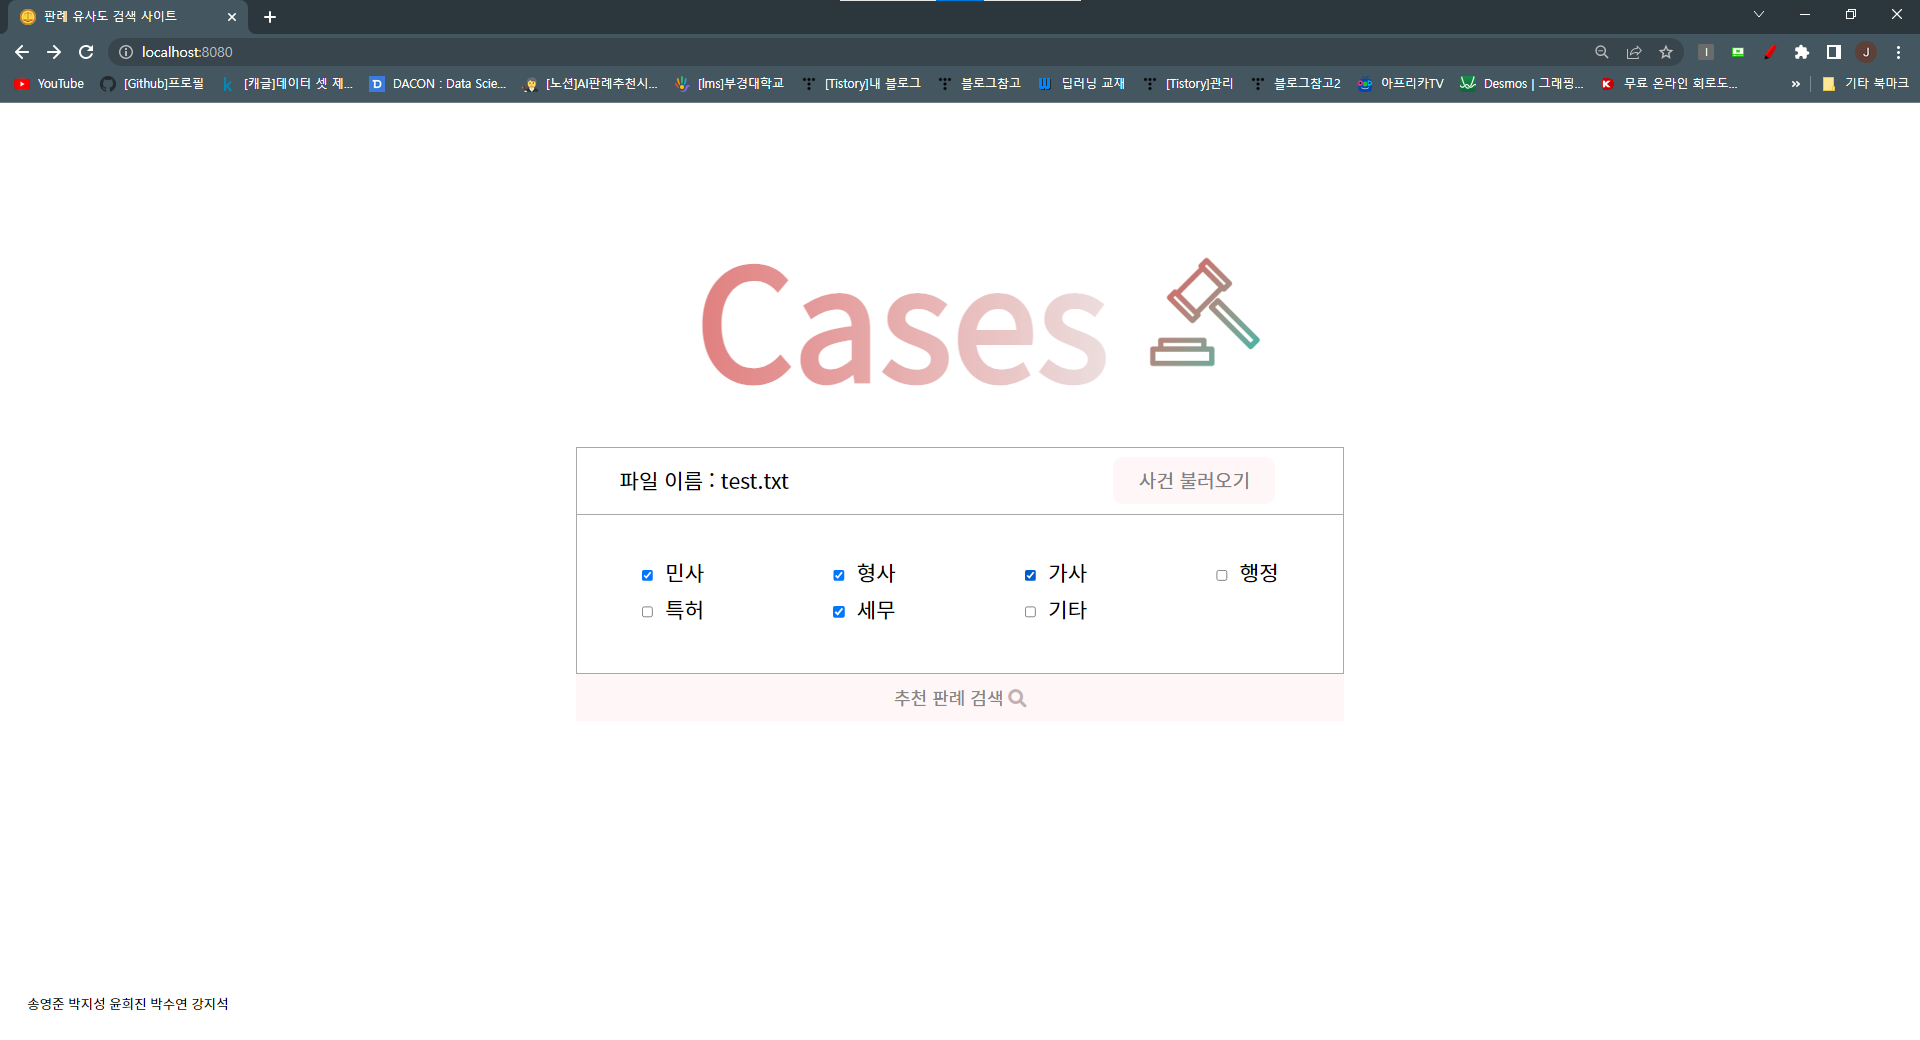 판례 유사도 검색 사이트
localhost:8080
J
YouTube [Github]프로필 [캐글]데이터 셋 제... DACON : Data Scie... [노션]AI판례추천시... [lms]부경대학교 [Tistory]내 블로그 블로그참고 딥러닝 교재 [Tistory]관리 블로그참고2 아프리카TV Desmos | 그래핑... 무료 온라인 회로도... » 기타 북마크
Cases
파일 이름 : test.txt 사건 불러오기
민사 형사 가사 행정
특허 세무 기타
추천 판례 검색
송영준 박지성 윤희진 박수연 강지석